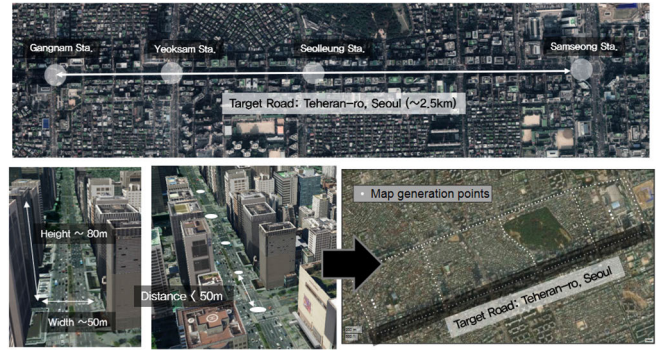 Gangnam Sta.
Yeoksam Sta.
Seolleung Sta.
Samseong Sta.
Target Road: Teheran-ro, Seoul (~2.5km)
Height ~ 80m
Width ~50m
Distance < 50m
Map generation points
Target Road: Teheran-ro, Seoul